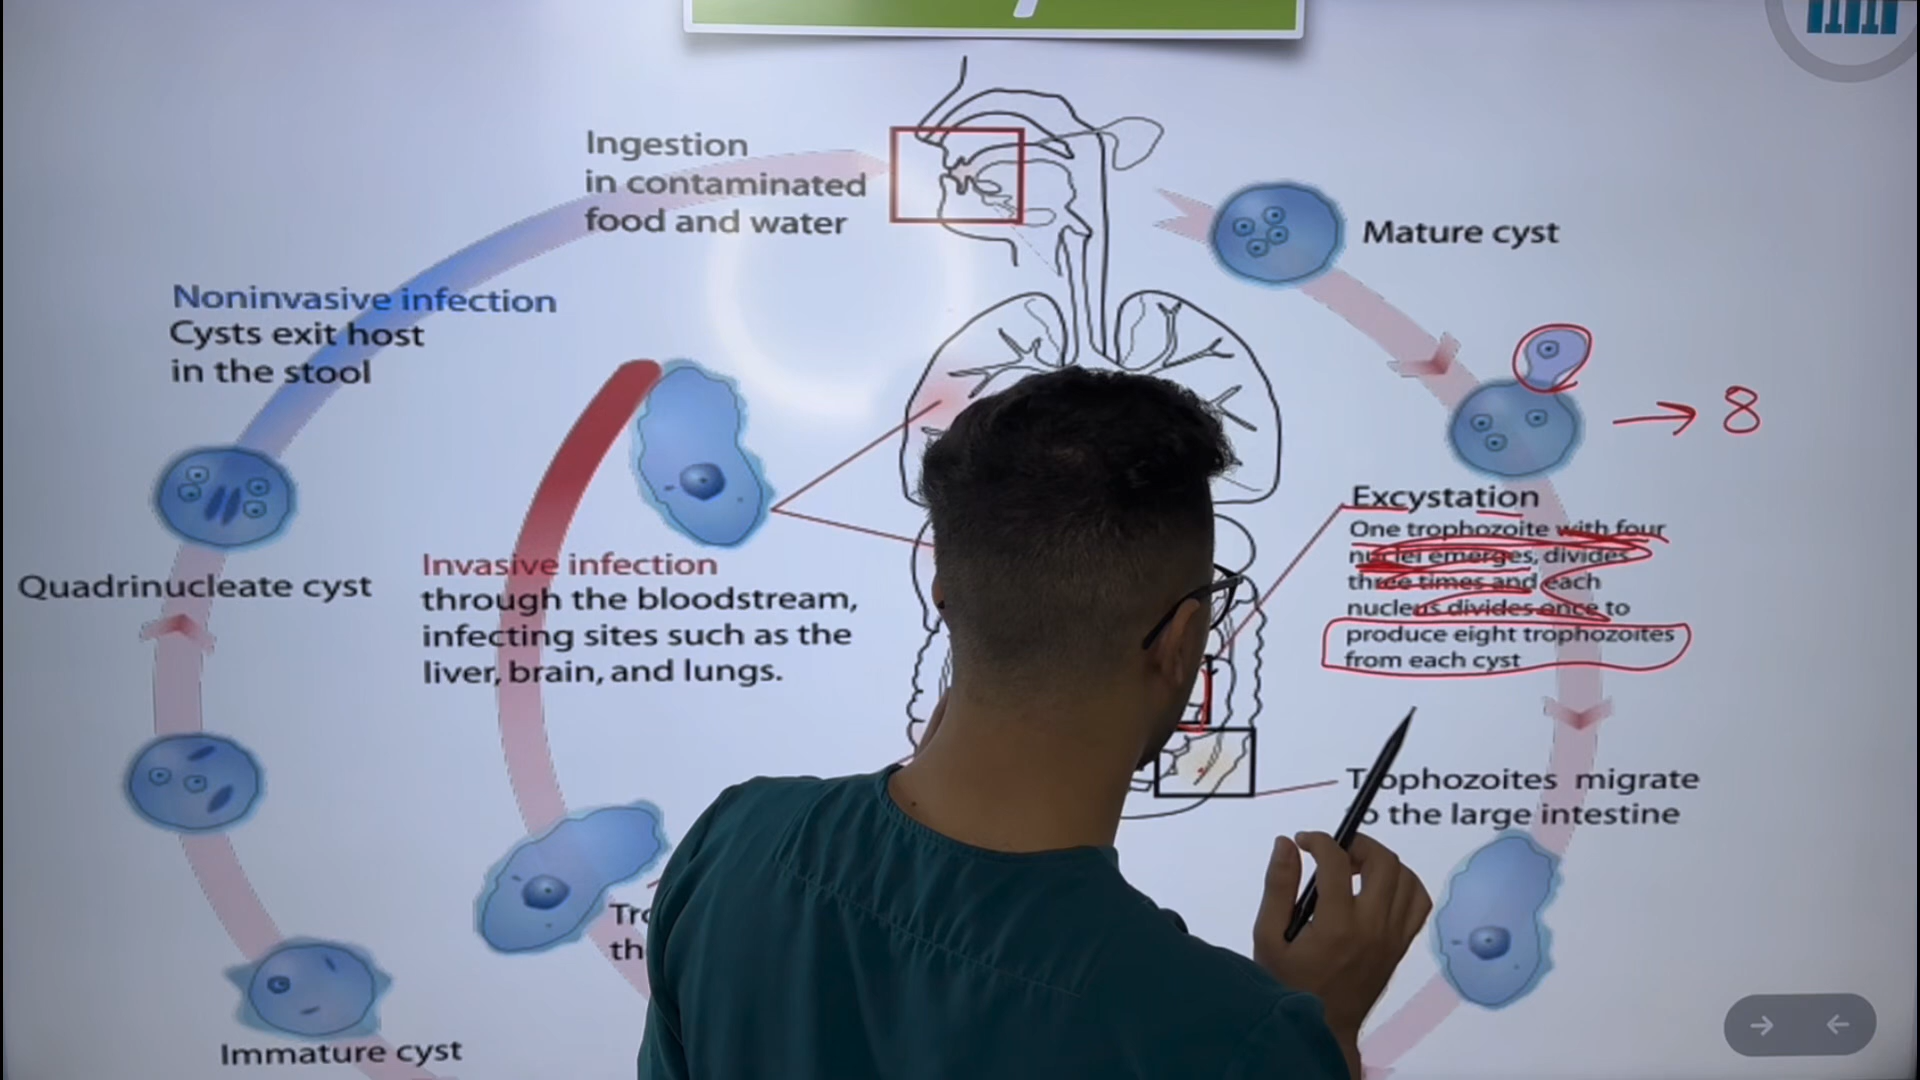 Ingestion
in contaminated
food and water
Mature cyst
Noninvasive infection
Cysts exit host
in the stool
8
Excystation
One trophozoite with four
nuclei emerges, divides
three times and each
nucleus divides once to
produce eight trophozoites
from each cyst
Invasive infection
through the bloodstream,
infecting sites such as the
liver, brain, and lungs.
Quadrinucleate cyst
Trophozoites migrate
the large intestine
Immature cyst